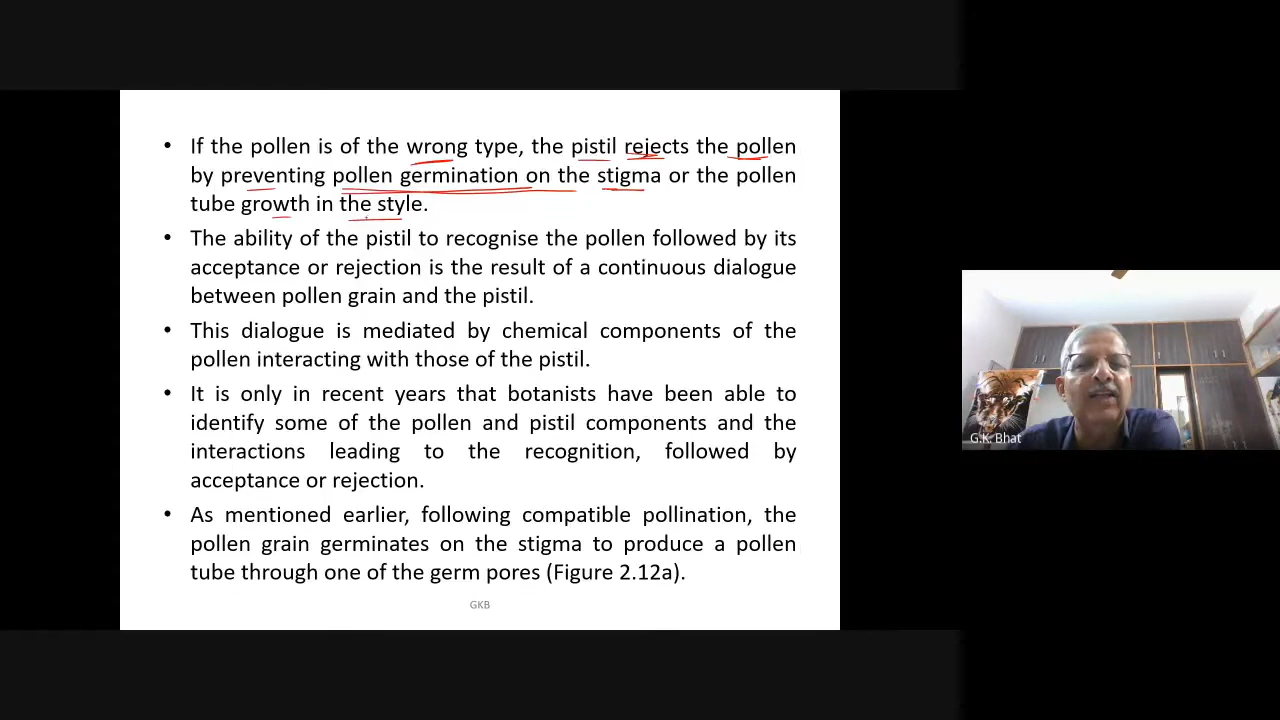 • If the pollen is of the wrong type, the pistil rejects the pollen
by preventing pollen germination on the stigma or the pollen
tube growth in the style.
• The ability of the pistil to recognise the pollen followed by its
acceptance or rejection is the result of a continuous dialogue
between pollen grain and the pistil.
• This dialogue is mediated by chemical components of the
pollen interacting with those of the pistil.
• It is only in recent years that botanists have been able to
identify some of the pollen and pistil components and the
interactions leading to the recognition, followed by
acceptance or rejection.
• As mentioned earlier, following compatible pollination, the
pollen grain germinates on the stigma to produce a pollen
tube through one of the germ pores (Figure 2.12a).
GKB
G.K. Bhat